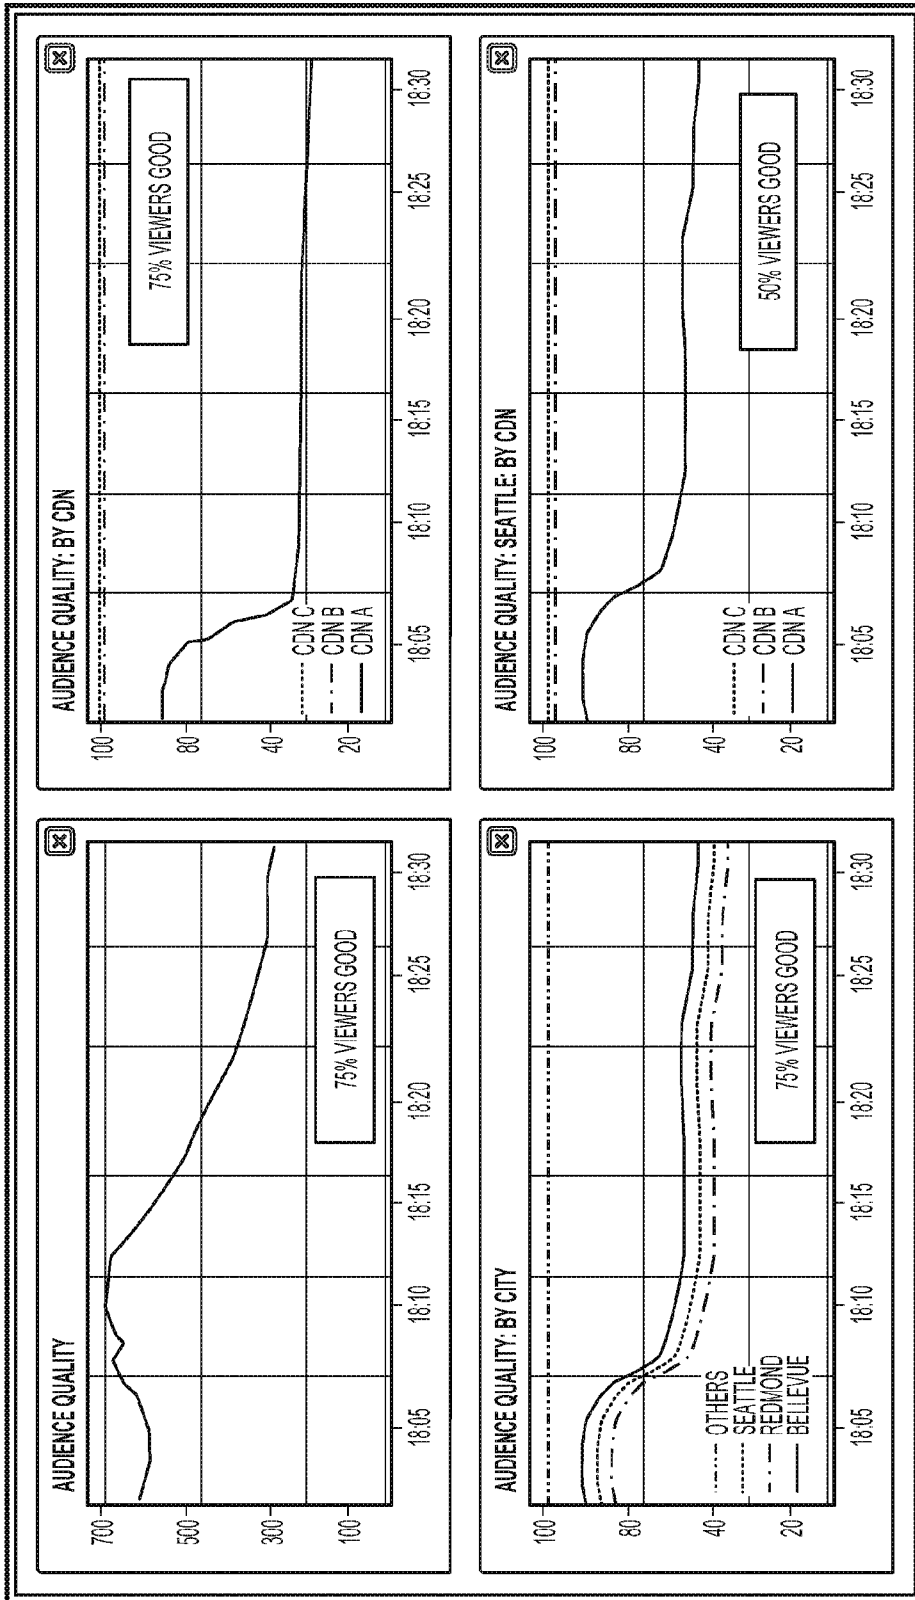 AUDIENCE QUALITY
700
500
300
100
75% VIEWERS GOOD
18:05
18:10
18:15
18:20
18:25
18:30
AUDIENCE QUALITY: BY CDN
100
80
40
20
75% VIEWERS GOOD
CDN C
CDN B
CDN A
18:05
18:10
18:15
18:20
18:25
18:30
AUDIENCE QUALITY: BY CITY
100
80
40
20
OTHERS
SEATTLE
REDMOND
BELLEVUE
75% VIEWERS GOOD
18:05
18:10
18:15
18:20
18:25
18:30
AUDIENCE QUALITY: SEATTLE: BY CDN
100
80
40
20
CDN C
CDN B
CDN A
50% VIEWERS GOOD
18:05
18:10
18:15
18:20
18:25
18:30